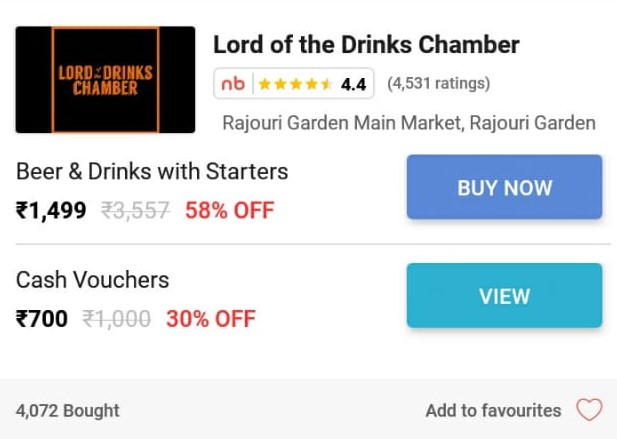 LORD OF THE DRINKS
CHAMBER
Lord of the Drinks Chamber
nb 4.4 (4,531 ratings)
Rajouri Garden Main Market, Rajouri Garden
Beer & Drinks with Starters
₹1,499 ₹3,557 58% OFF
BUY NOW
Cash Vouchers
₹700 ₹1,000 30% OFF
VIEW
4,072 Bought
Add to favourites